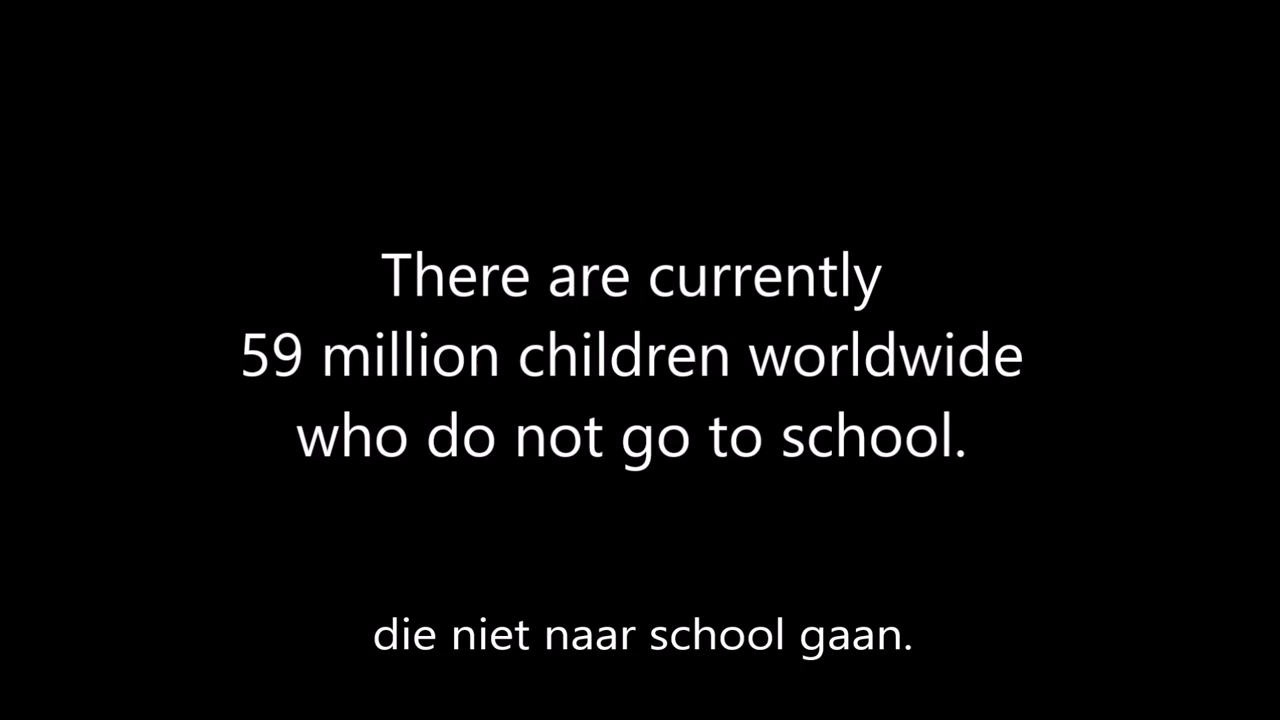 There are currently
59 million children worldwide
who do not go to school.
die niet naar school gaan.